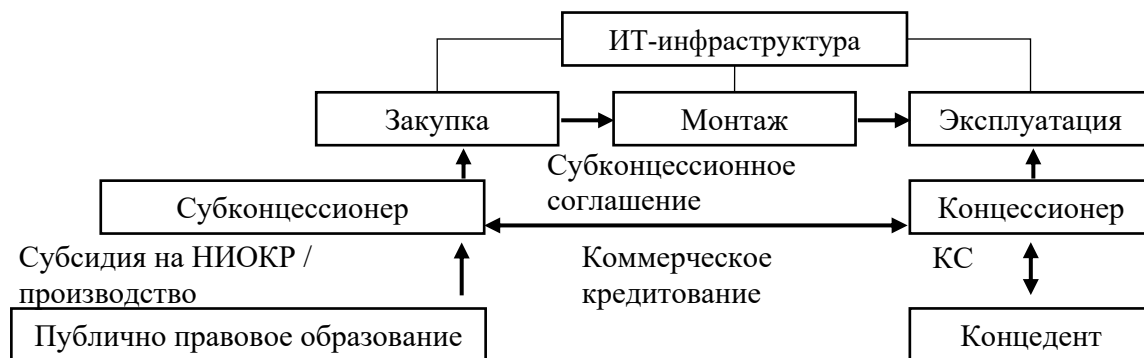 ИТ-инфраструктура
Закупка
Монтаж
Эксплуатация
Субконцессионное
соглашение
Субконцессионер
Концессионер
Субсидия на НИОКР /
производство
Коммерческое
кредитование
КС
Публично правовое образование
Концедент